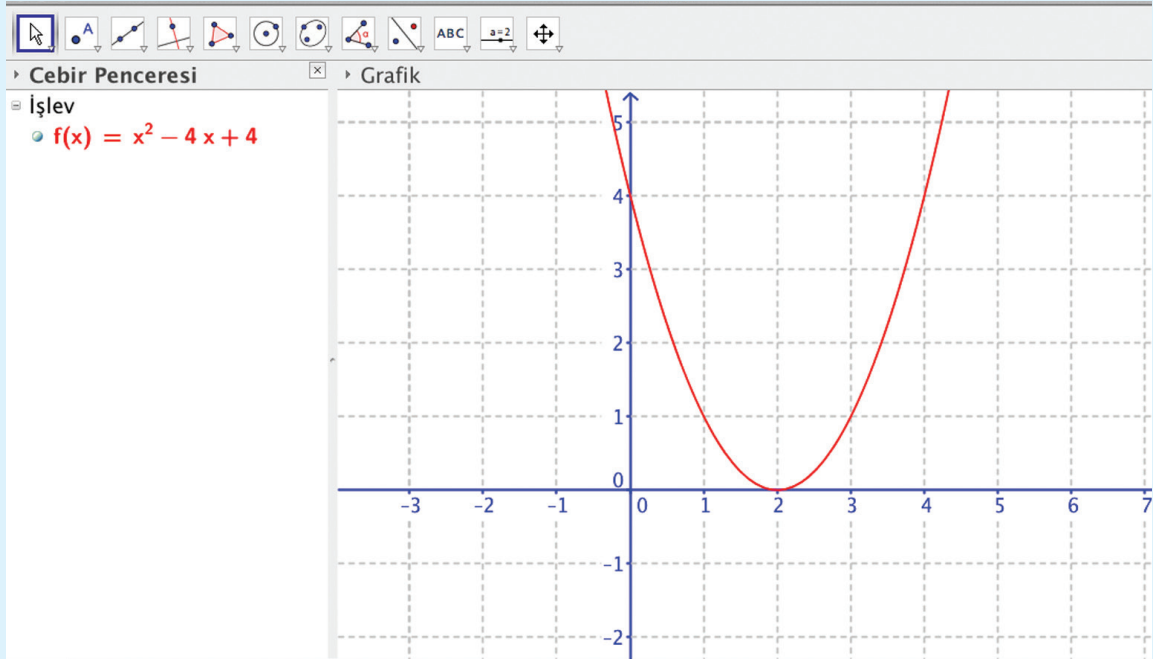 A
α
ABC
a=2
Cebir Penceresi
Grafik
İşlev
f(x) = x² – 4 x + 4
5
4
3
2
1
0
-3 -2 -1 0 1 2 3 4 5 6 7
-1
-2